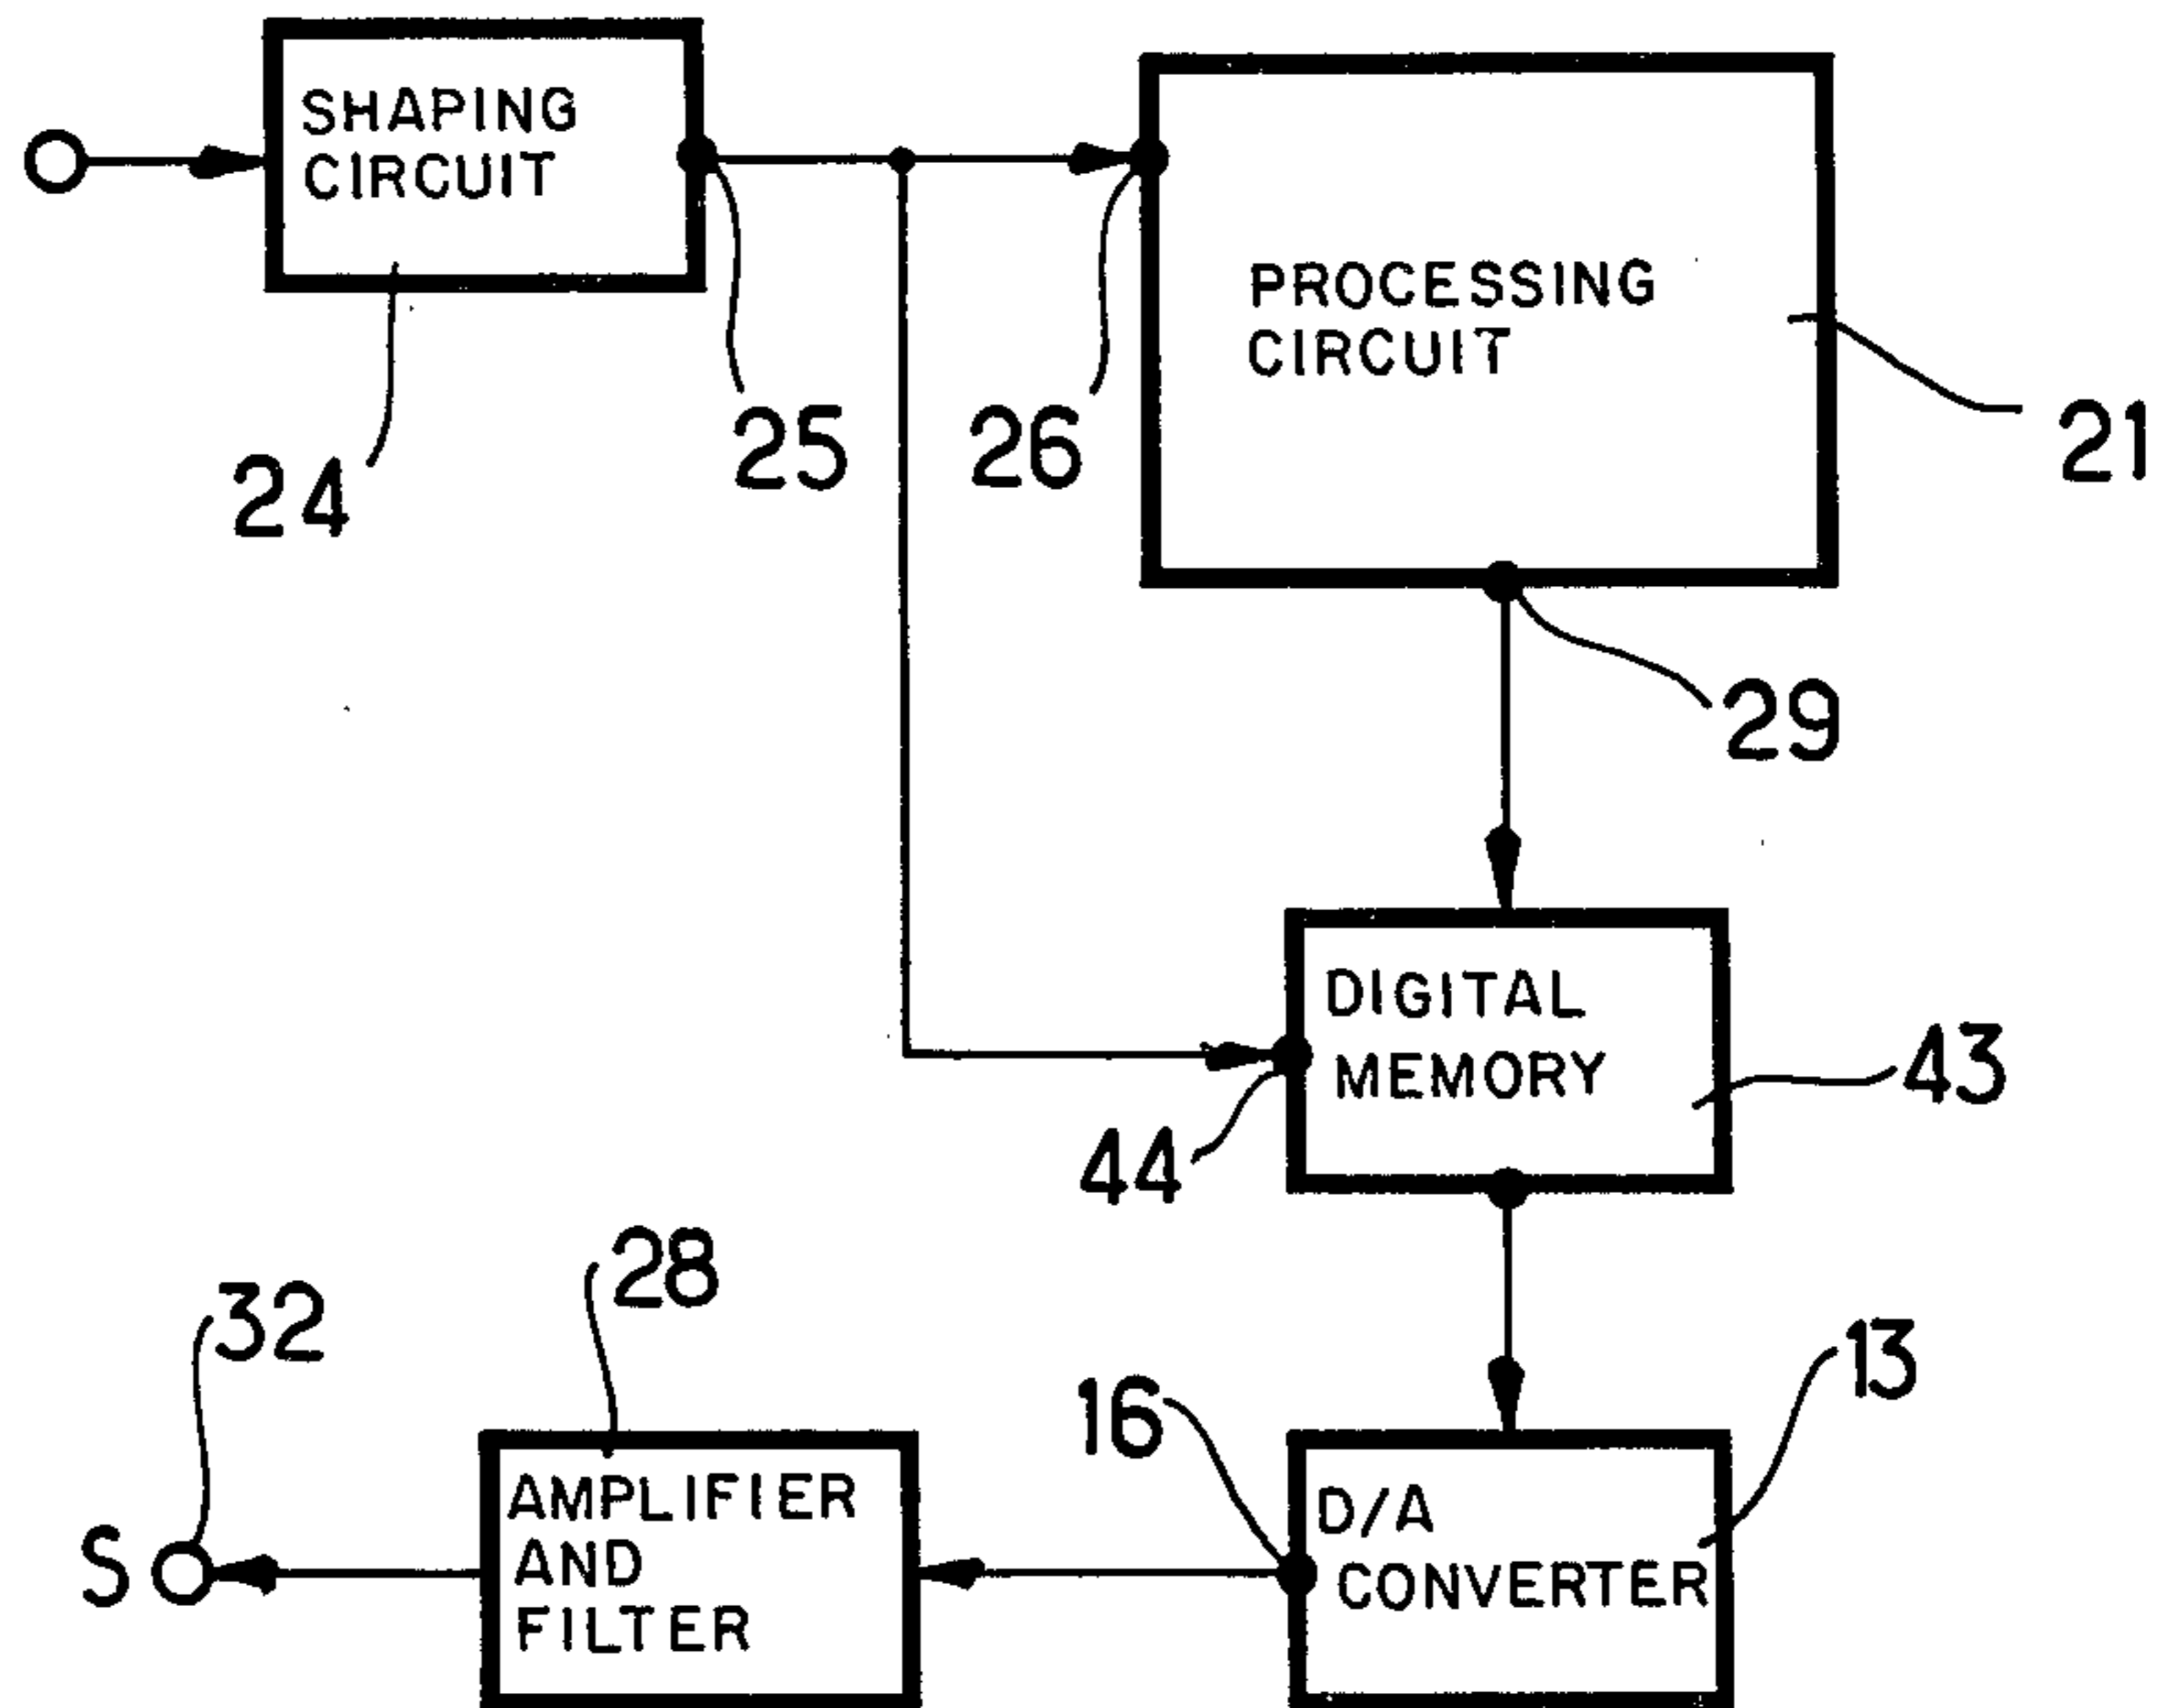 SHAPING
CIRCUIT
PROCESSING
CIRCUIT
24
25
26
21
29
DIGITAL
MEMORY
43
44
28
32
16
13
S
AMPLIFIER
AND
FILTER
D/A
CONVERTER